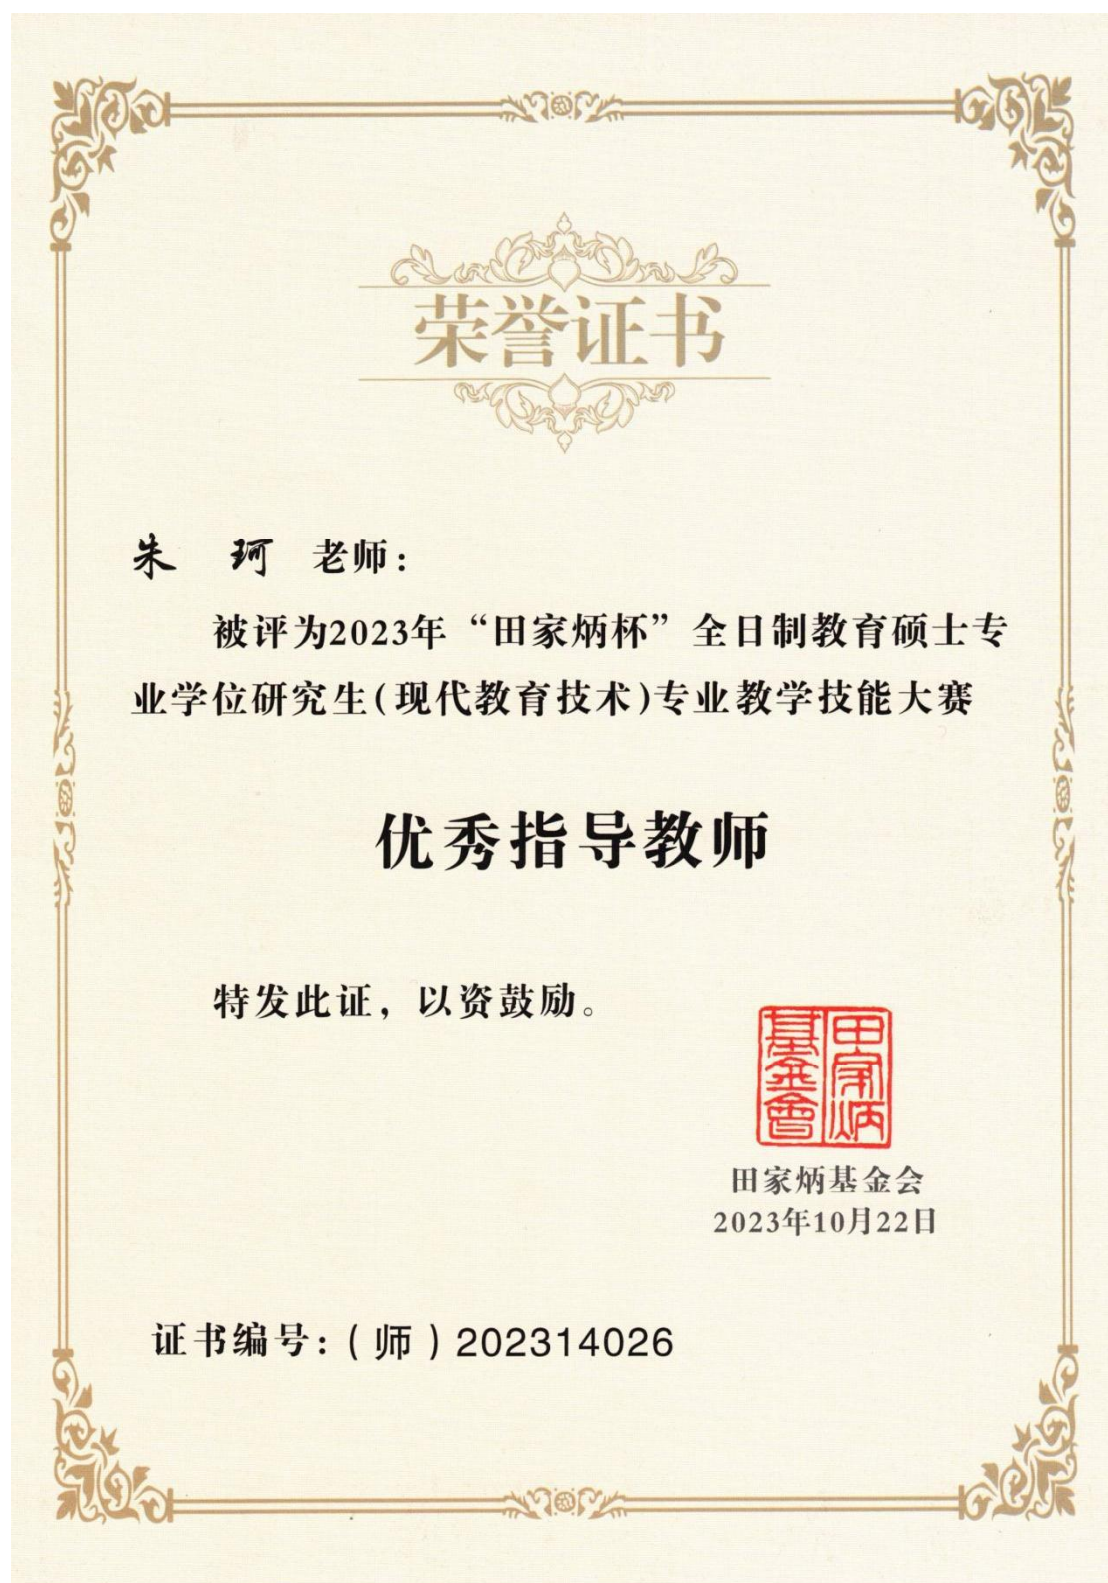 荣誉证书
朱 珂 老师：
被评为2023年“田家炳杯”全日制教育硕士专
业学位研究生(现代教育技术)专业教学技能大赛
优秀指导教师
特发此证，以资鼓励。
田家炳
基金會
田家炳基金会
2023年10月22日
证书编号：(师)202314026